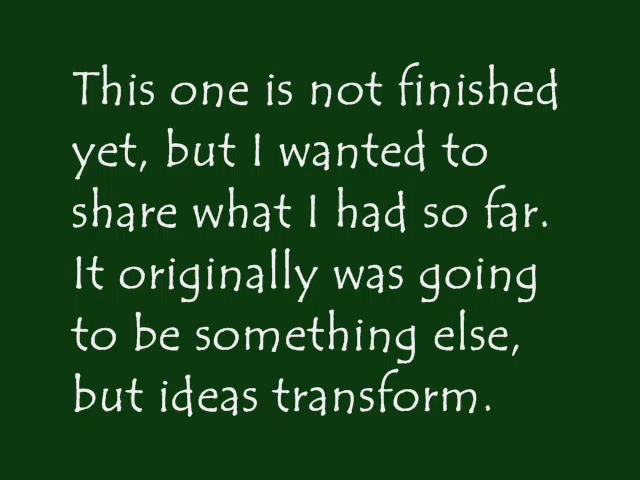 This one is not finished
yet, but I wanted to
share what I had so far.
It originally was going
to be something else,
but ideas transform.